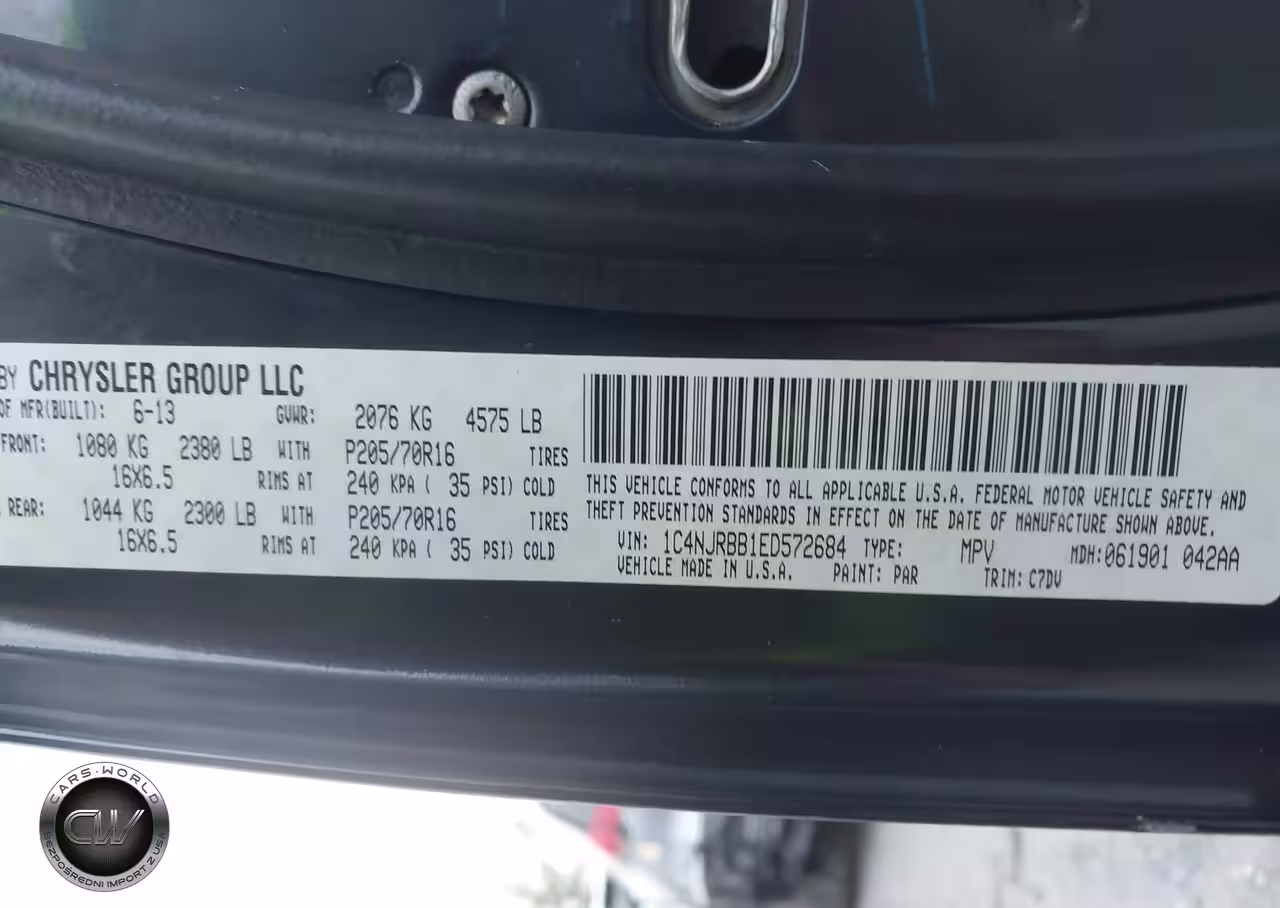 BY CHRYSLER GROUP LLC
OF MFR(BUILT): 6-13 GVWR: 2076 KG 4575 LB
FRONT: 1080 KG 2380 LB WITH P205/70R16 TIRES
16X6.5 RIMS AT 240 KPA ( 35 PSI) COLD
REAR: 1044 KG 2300 LB WITH P205/70R16 TIRES
16X6.5 RIMS AT 240 KPA ( 35 PSI) COLD
THIS VEHICLE CONFORMS TO ALL APPLICABLE U.S.A. FEDERAL MOTOR VEHICLE SAFETY AND
THEFT PREVENTION STANDARDS IN EFFECT ON THE DATE OF MANUFACTURE SHOWN ABOVE.
VIN: 1C4NJRBB1ED572684 TYPE: MPV MDH:061901 042AA
VEHICLE MADE IN U.S.A. PAINT: PAR TRIM: C7DV
CARS·WORLD
CW
BEZPOŚREDNI IMPORT Z USA